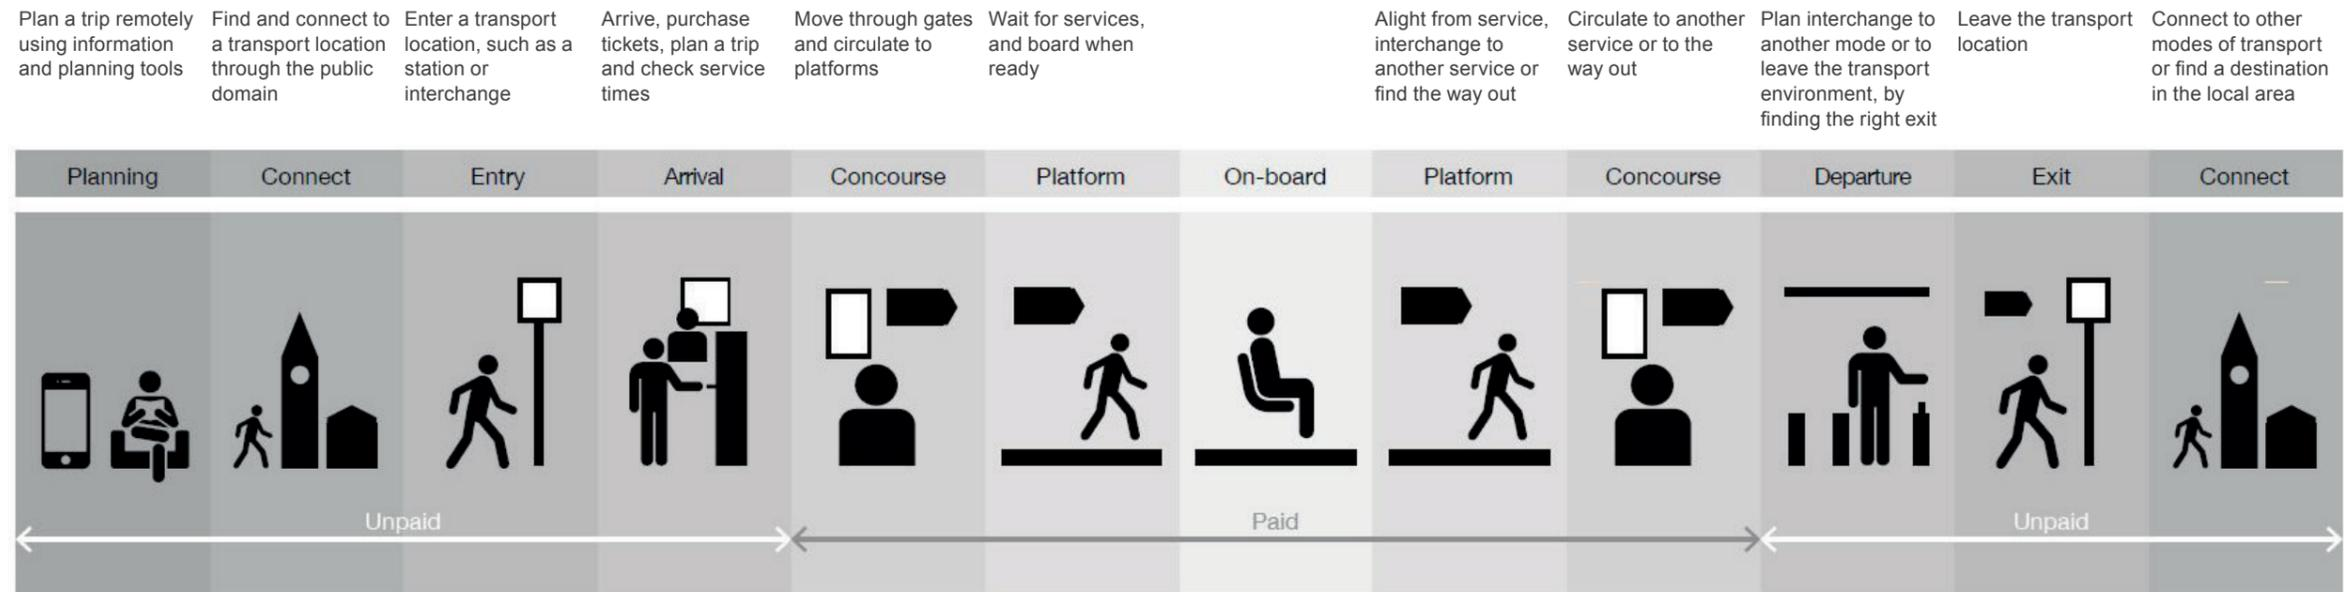 Plan a trip remotely
using information
and planning tools
Find and connect to
a transport location
through the public
domain
Enter a transport
location, such as a
station or
interchange
Arrive, purchase
tickets, plan a trip
and check service
times
Move through gates
and circulate to
platforms
Wait for services,
and board when
ready
Alight from service,
interchange to
another service or
find the way out
Circulate to another
service or to the
way out
Plan interchange to
another mode or to
leave the transport
environment, by
finding the right exit
Leave the transport
location
Connect to other
modes of transport
or find a destination
in the local area
Planning
Connect
Entry
Arrival
Concourse
Platform
On-board
Platform
Concourse
Departure
Exit
Connect
Unpaid
Paid
Unpaid